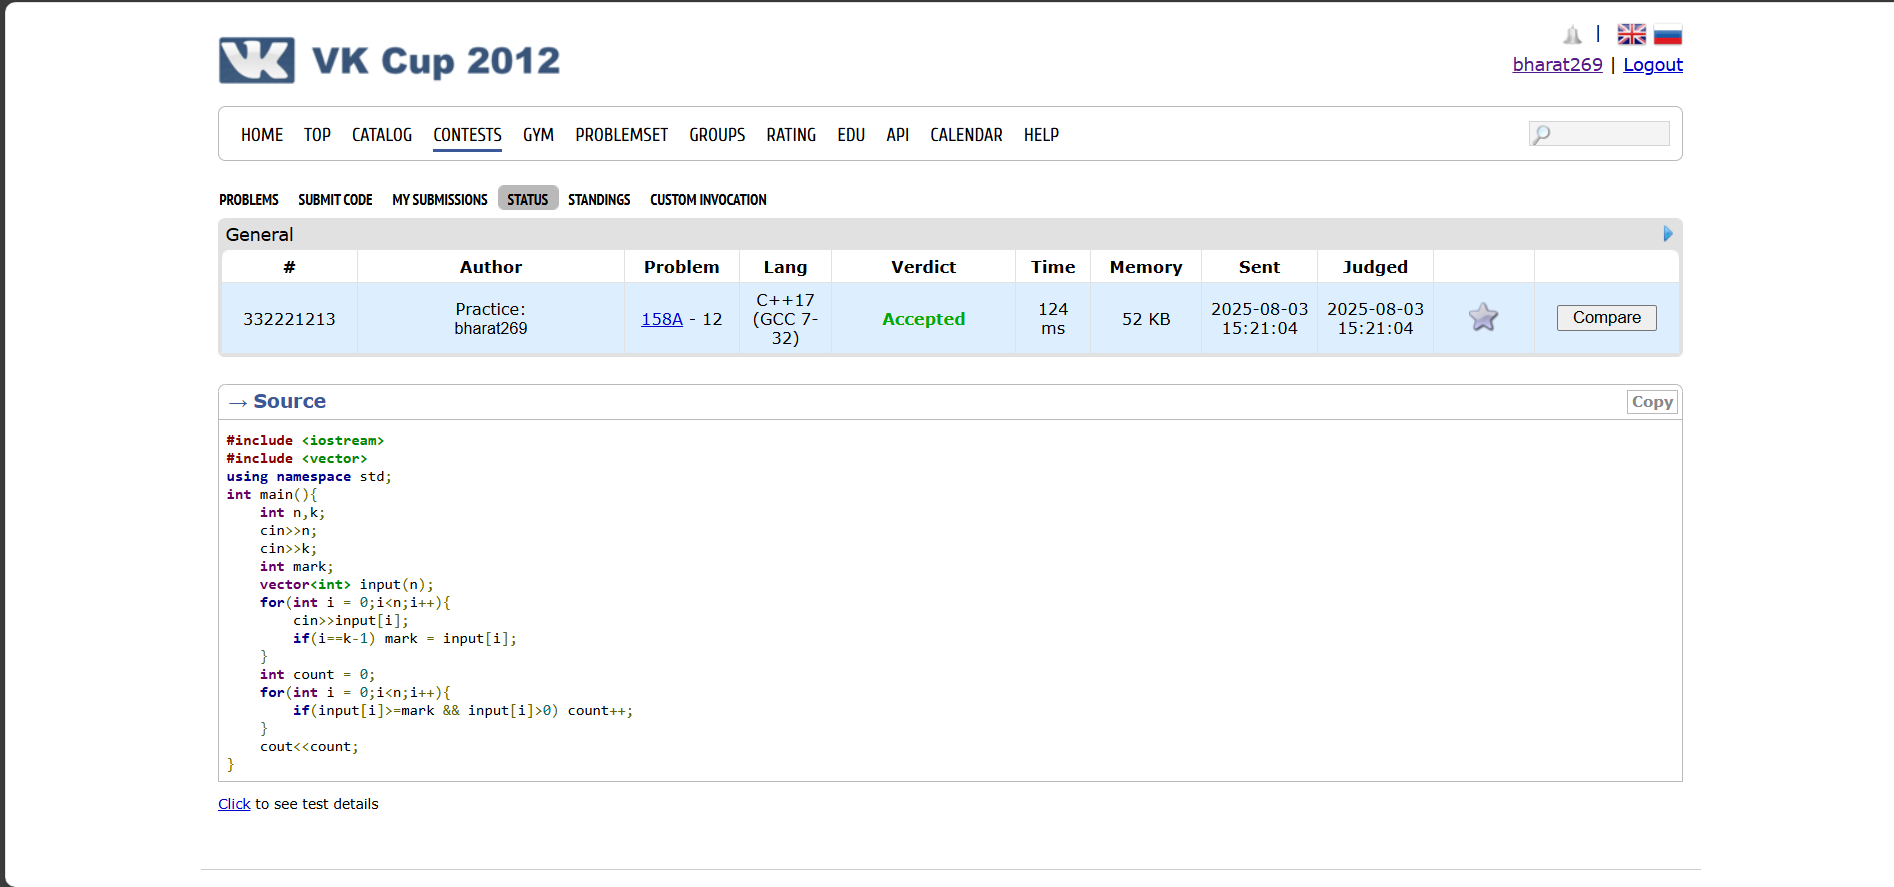 VK Cup 2012
|
bharat269 | Logout
HOME TOP CATALOG CONTESTS GYM PROBLEMSET GROUPS RATING EDU API CALENDAR HELP
PROBLEMS SUBMIT CODE MY SUBMISSIONS STATUS STANDINGS CUSTOM INVOCATION
General
# Author Problem Lang Verdict Time Memory Sent Judged
332221213 Practice: bharat269 158A - 12 C++17 (GCC 7-32) Accepted 124 ms 52 KB 2025-08-03 15:21:04 2025-08-03 15:21:04 Compare
→ Source Copy
#include <iostream>
#include <vector>
using namespace std;
int main(){
    int n,k;
    cin>>n;
    cin>>k;
    int mark;
    vector<int> input(n);
    for(int i = 0;i<n;i++){
        cin>>input[i];
        if(i==k-1) mark = input[i];
    }
    int count = 0;
    for(int i = 0;i<n;i++){
        if(input[i]>=mark && input[i]>0) count++;
    }
    cout<<count;
}
Click to see test details